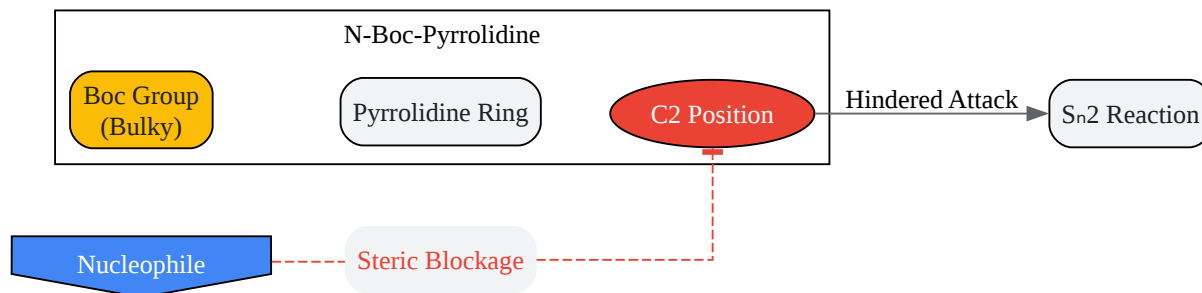 N-Boc-Pyrrolidine
Boc Group
(Bulky)
Pyrrolidine Ring
C2 Position
Hindered Attack
Sₙ2 Reaction
Nucleophile
Steric Blockage